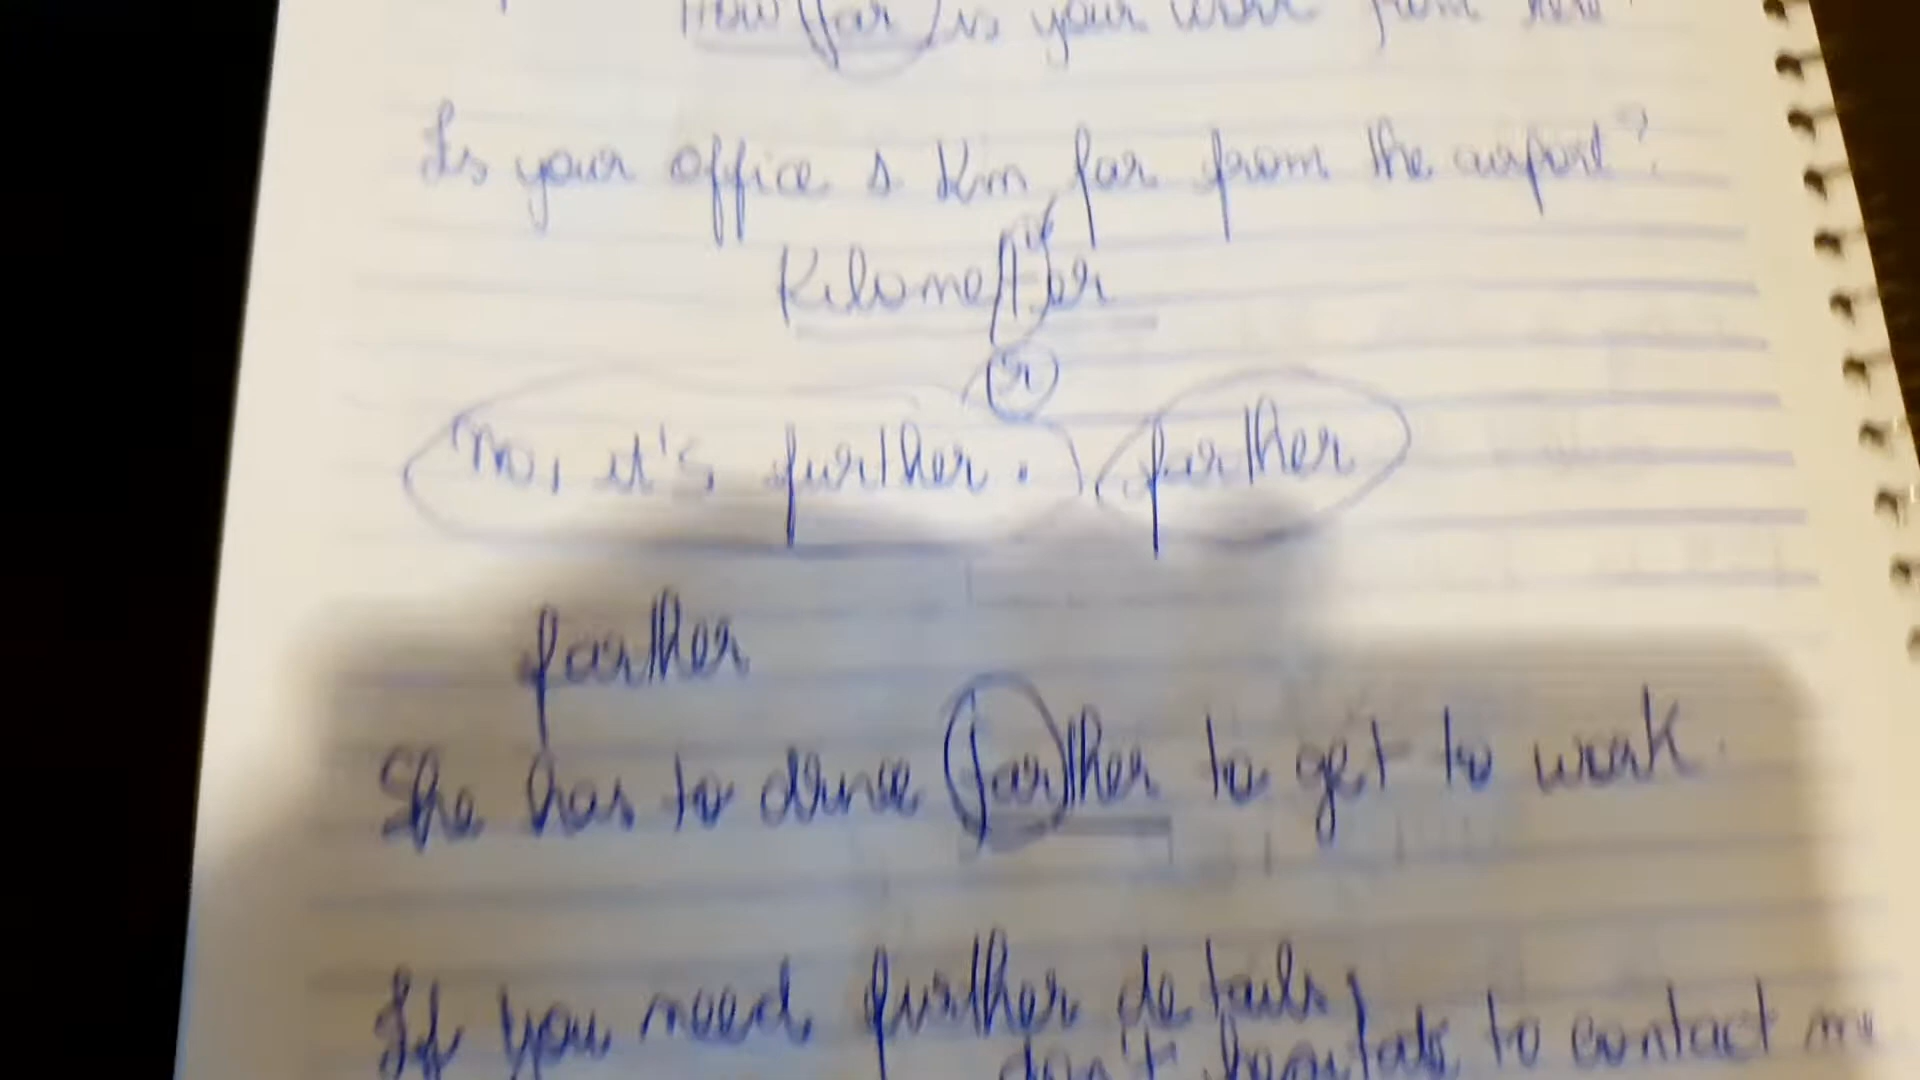 How far is your work from here?
Is your office 5 Km far from the airport?
Kilometer
r
No, it's further. farther
farther
She has to drive farther to get to work.
If you need further details,
don't hesitate to contact me